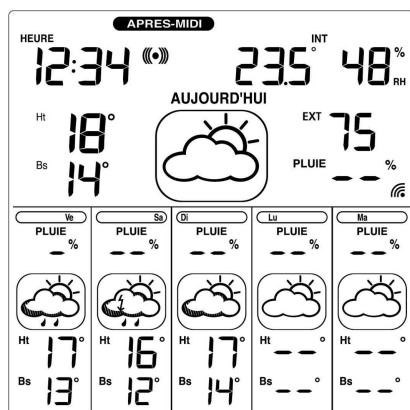 APRES-MIDI
HEURE INT
12:34 23.5° 48% RH
AUJOURD'HUI
Ht 18° EXT 75
Bs 14° PLUIE -- %
Ve Sa Di Lu Ma
PLUIE PLUIE PLUIE PLUIE PLUIE
-- % -- % -- % -- % -- %
Ht 17° Ht 16° Ht 17° Ht --° Ht --°
Bs 13° Bs 12° Bs 14° Bs --° Bs --°